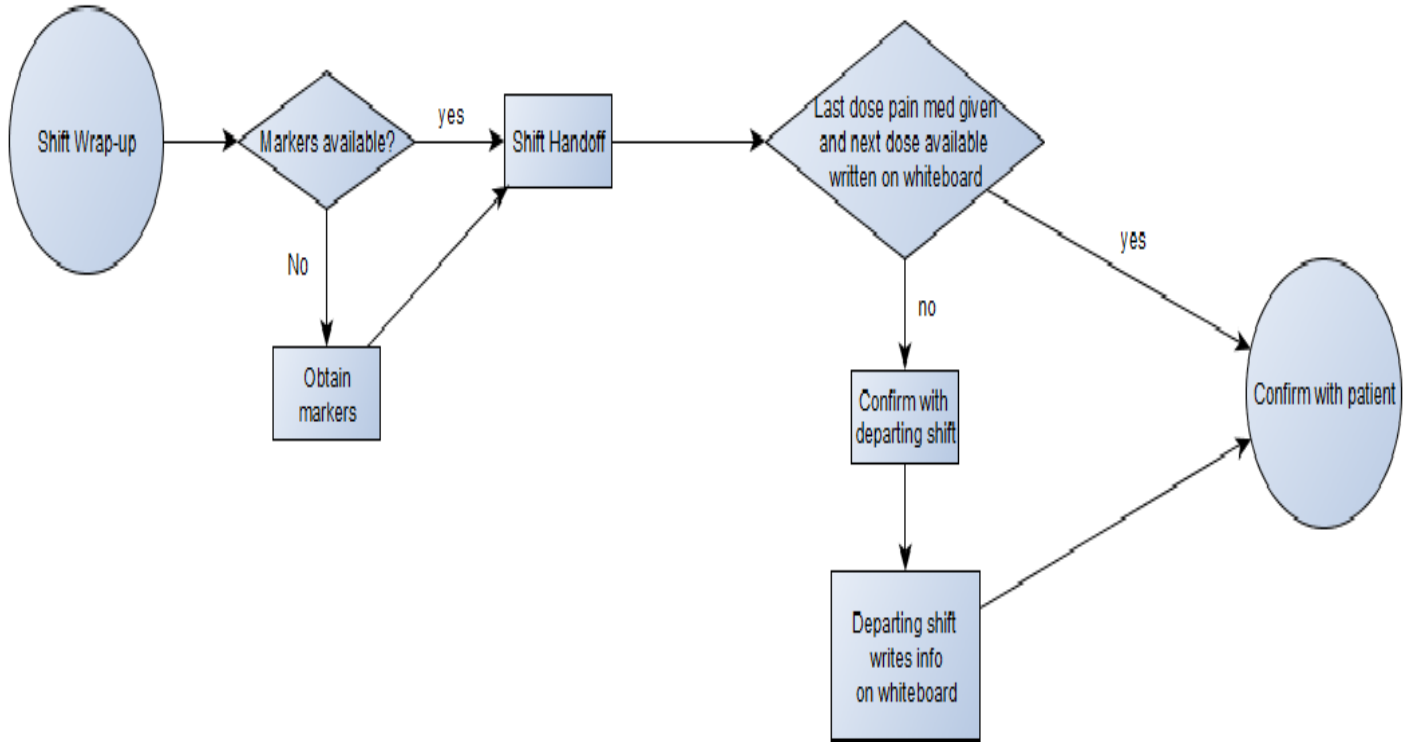 Shift Wrap-up
Markers available?
yes
No
Obtain
markers
Shift Handoff
Last dose pain med given
and next dose available
written on whiteboard
yes
no
Confirm with
departing shift
Departing shift
writes info
on whiteboard
Confirm with patient